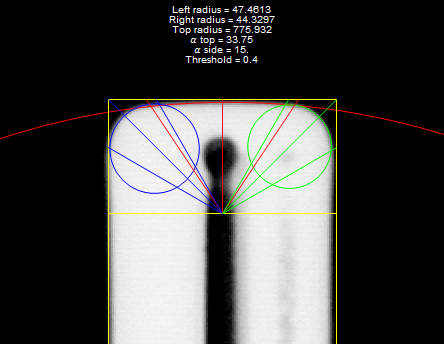 Left radius = 47.4613
Right radius = 44.3297
Top radius = 775.932
α top = 33.75
α side = 15.
Threshold = 0.4